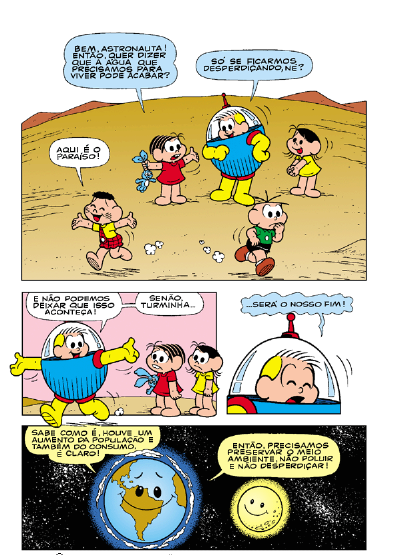 BEM, ASTRONAUTA!
ENTÃO, QUER DIZER
QUE A ÁGUA QUE
PRECISAMOS PARA
VIVER PODE ACABAR?
SÓ SE FICARMOS
DESPERDIÇANDO, NÉ?
AQUI É O
PARAÍSO!
E NÃO PODEMOS
DEIXAR QUE ISSO
ACONTEÇA!
SENÃO,
TURMINHA...
...SERÁ O NOSSO FIM!
SABE COMO É, HOUVE UM
AUMENTO DA POPULAÇÃO E
TAMBÉM DO CONSUMO,
É CLARO!
ENTÃO, PRECISAMOS
PRESERVAR O MEIO
AMBIENTE, NÃO POLUIR
E NÃO DESPERDIÇAR!